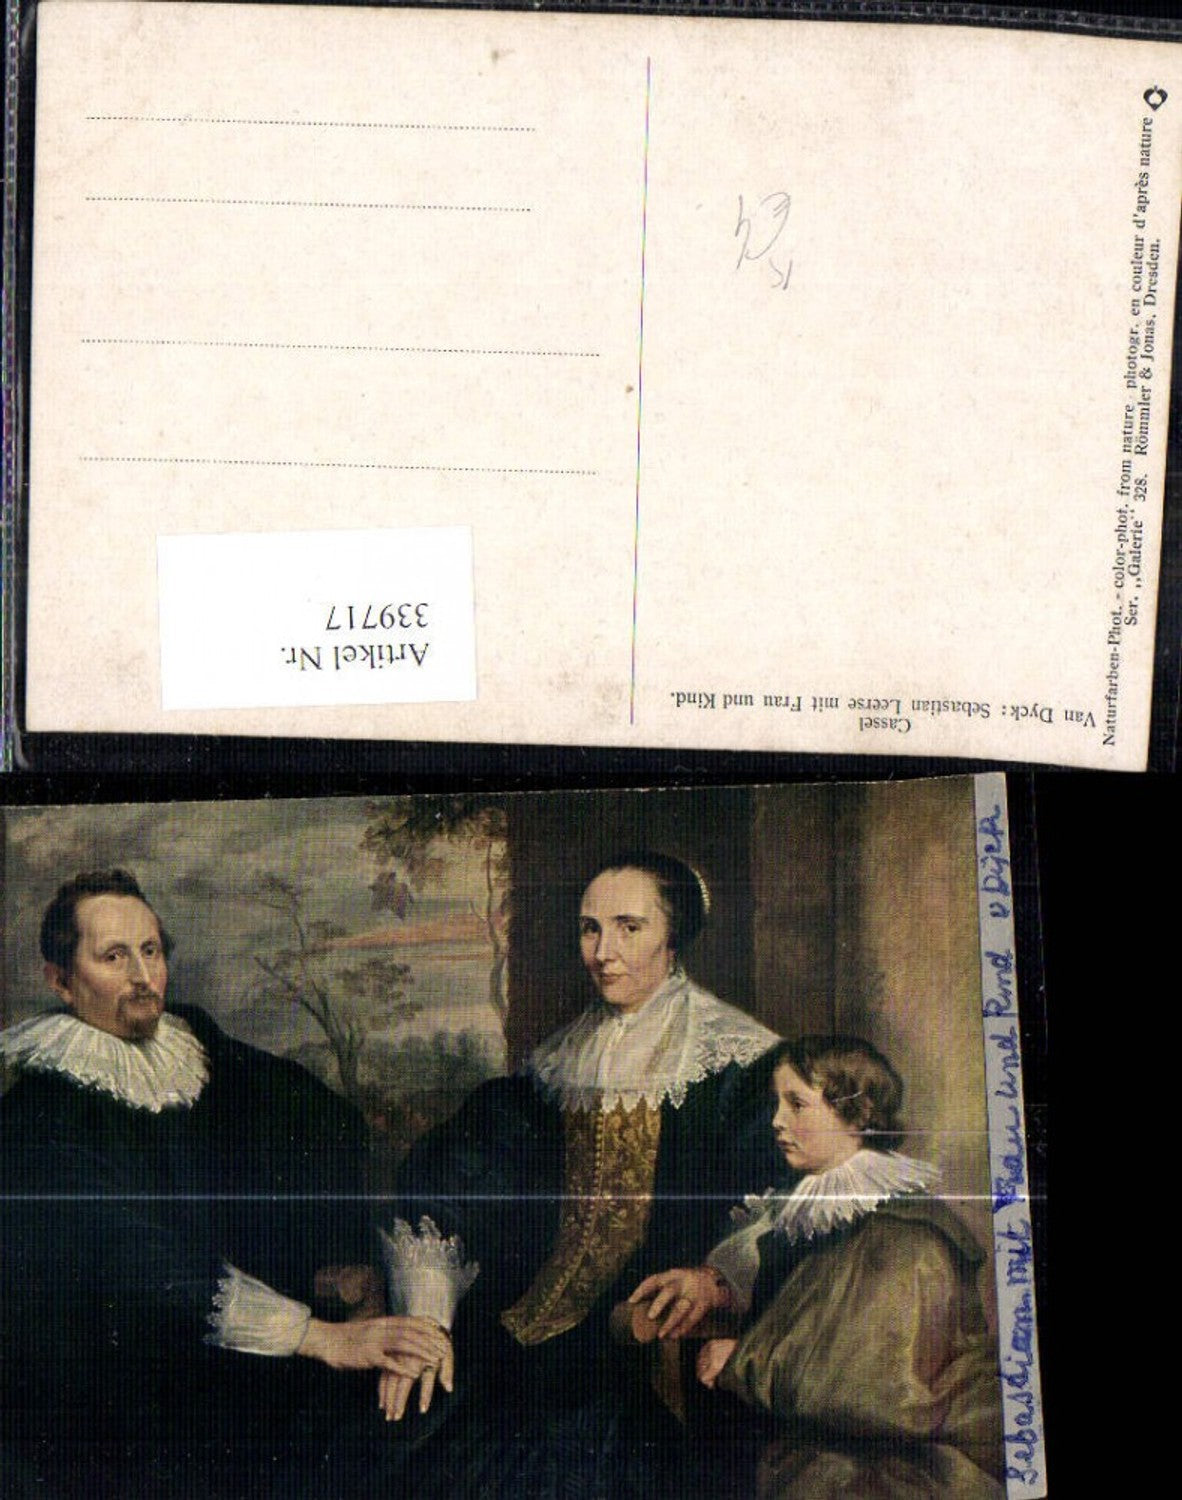 Naturfarben-Phot. - color-phot. from nature photogr. en couleur d'après nature
Ser. ,,Galerie'' 328. Römmler & Jonas, Dresden.
Van Dyck: Sebastian Leerse mit Frau und Kind.
Cassel
Artikel Nr.
339717
Sebastian mit Frau und Kind v Dijck